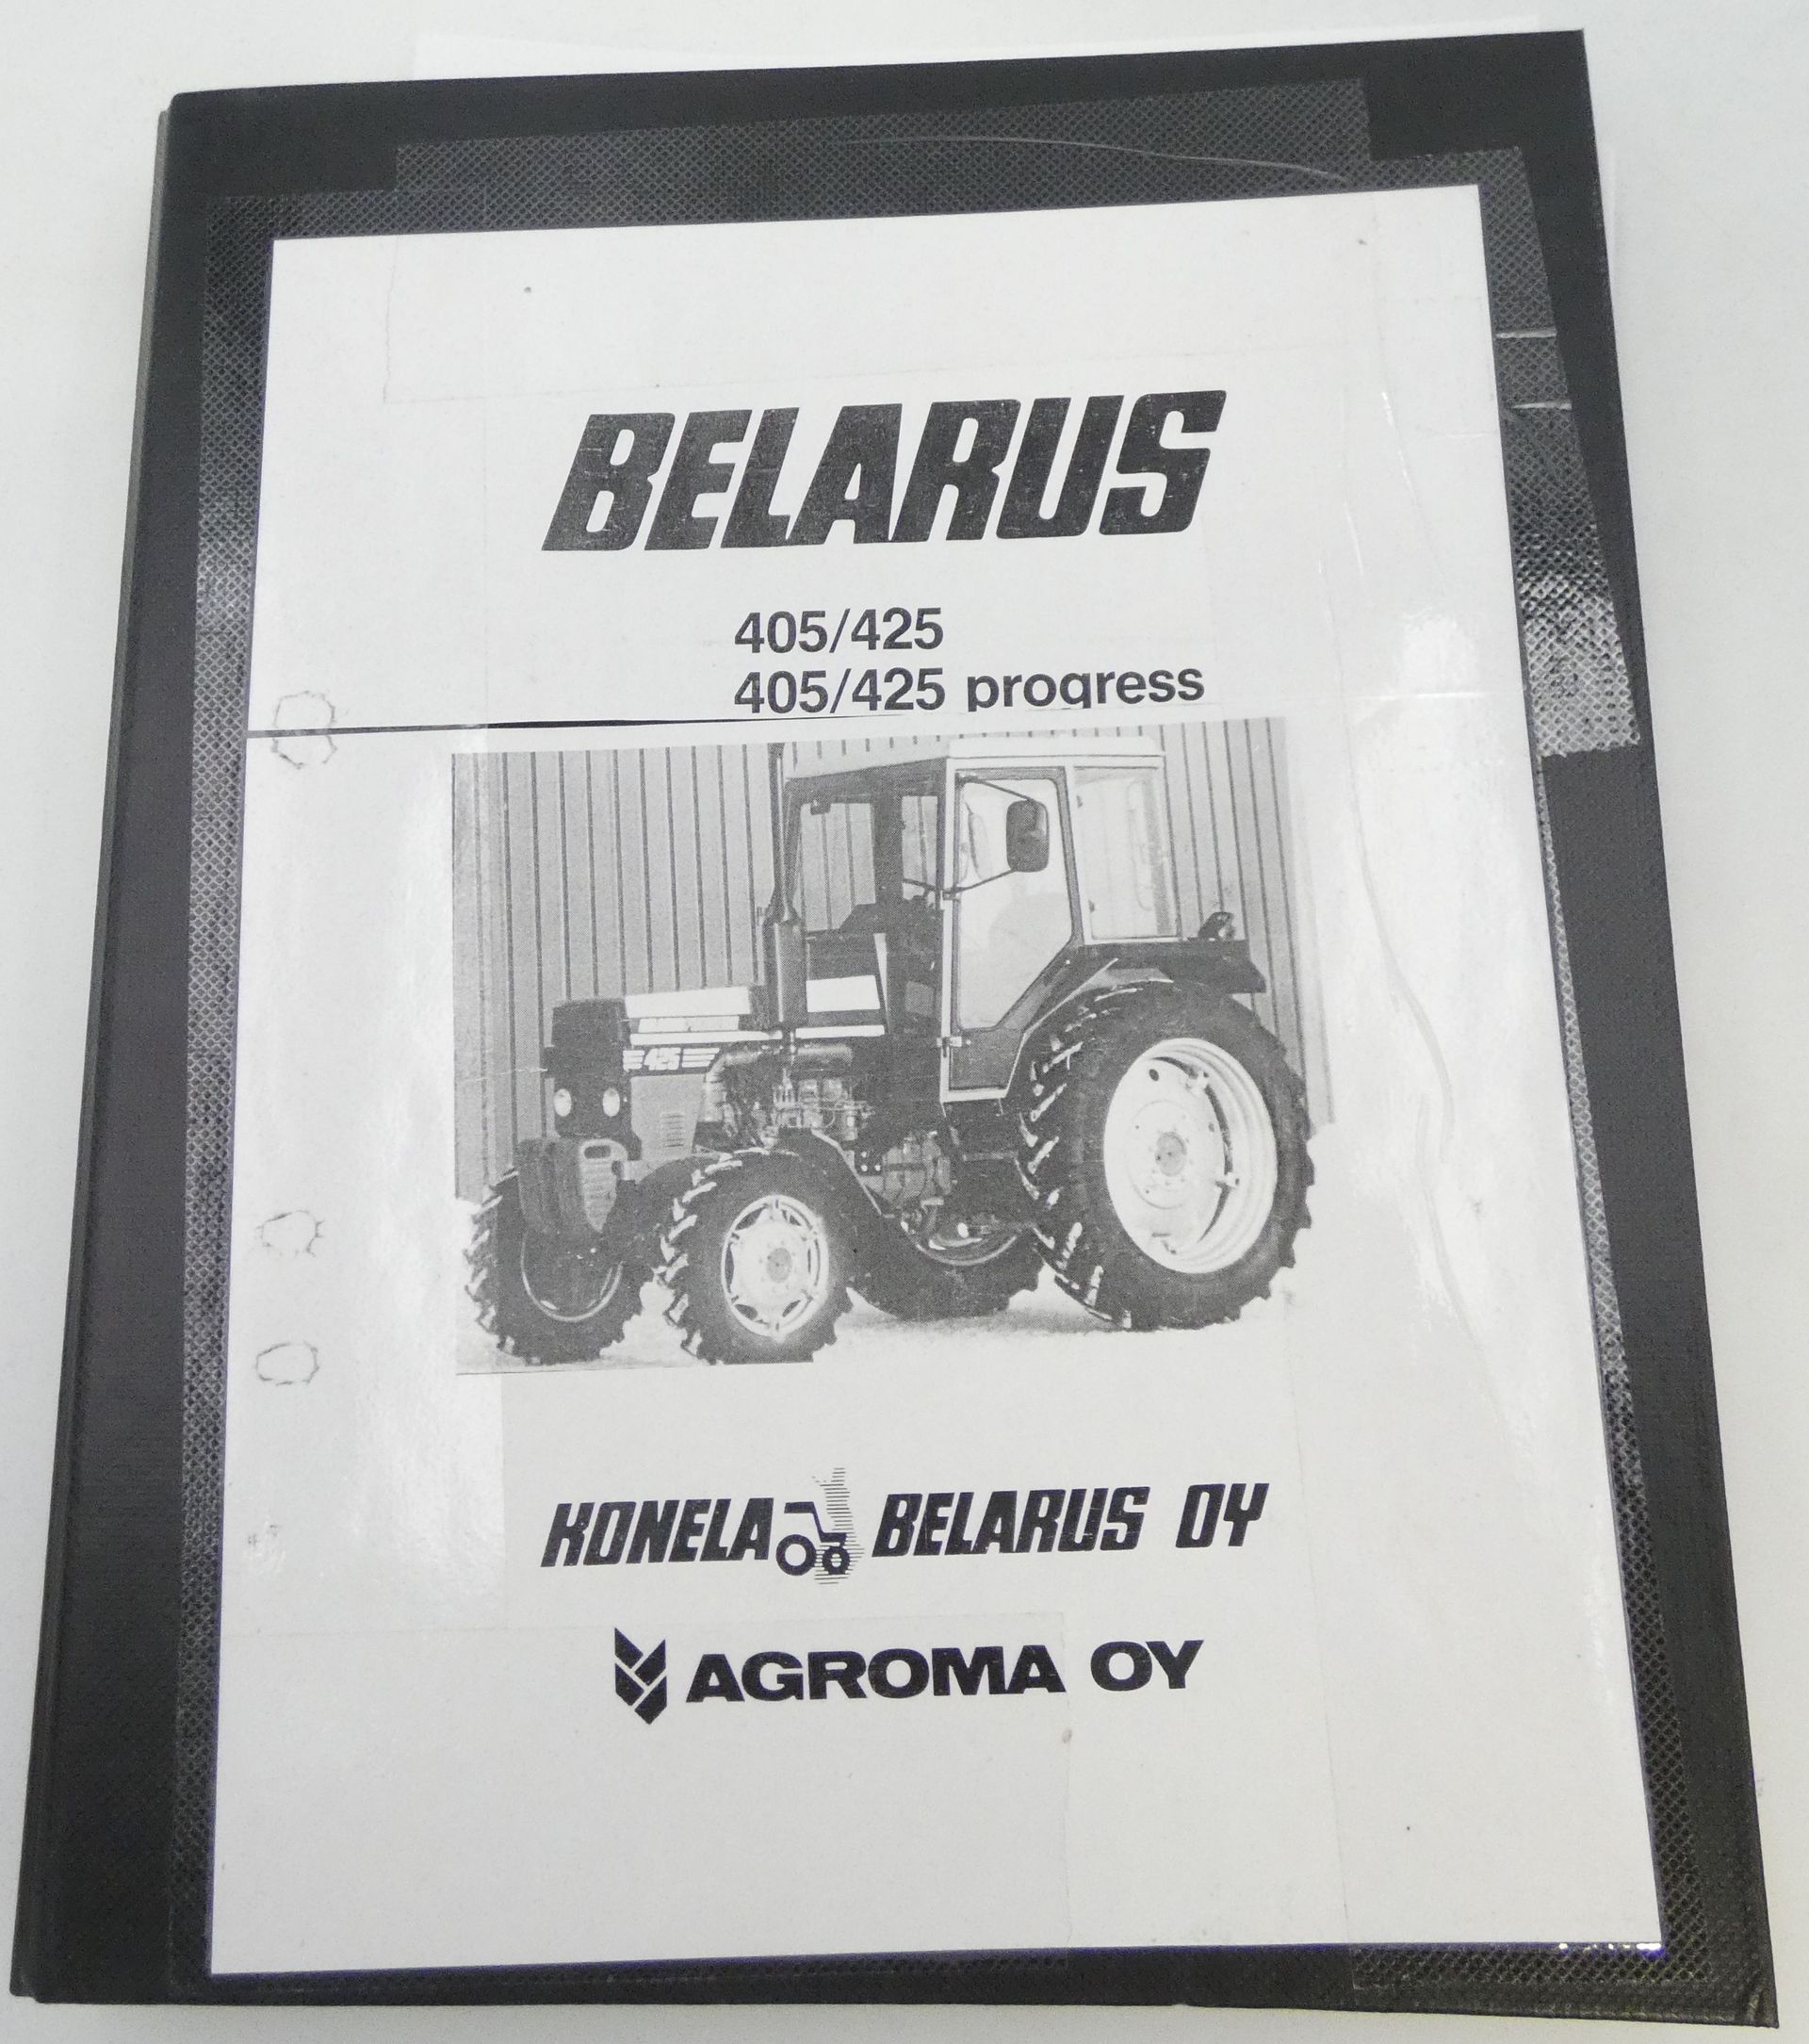 BELARUS
405/425
405/425 progress
425
KONELA BELARUS OY
AGROMA OY